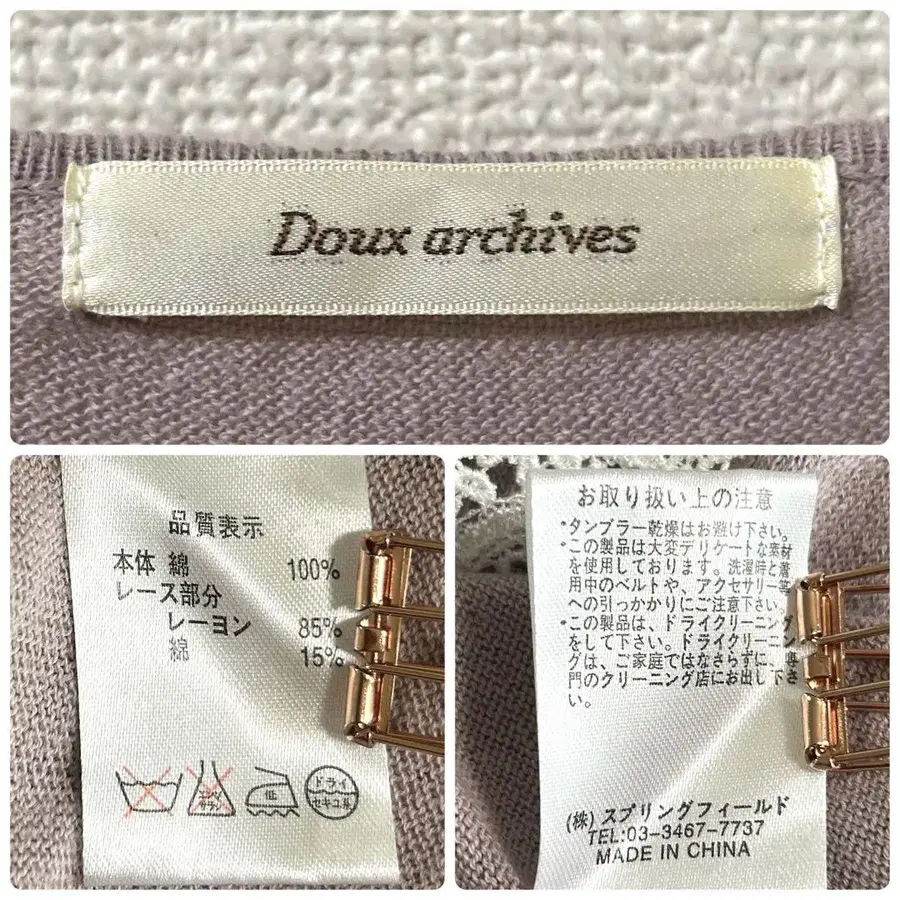 Doux archives
品質表示
本体 綿 100%
レース部分
レーヨン 85%
綿 15%
エンソ サラシ
低
ドライ
セキユ系
お取り扱い上の注意
*タンブラー乾燥はお避け下さい。
*この製品は大変デリケートな素材
を使用しております。洗濯時と着
用中のベルトや、アクセサリー等
への引っかかりにご注意下さい。
*この製品は、ドライクリーニング
をして下さい。ドライクリーニン
グは、ご家庭ではなさらずに、専
門のクリーニング店にお出し下さ
い。
(株)スプリングフィールド
TEL:03-3467-7737
MADE IN CHINA